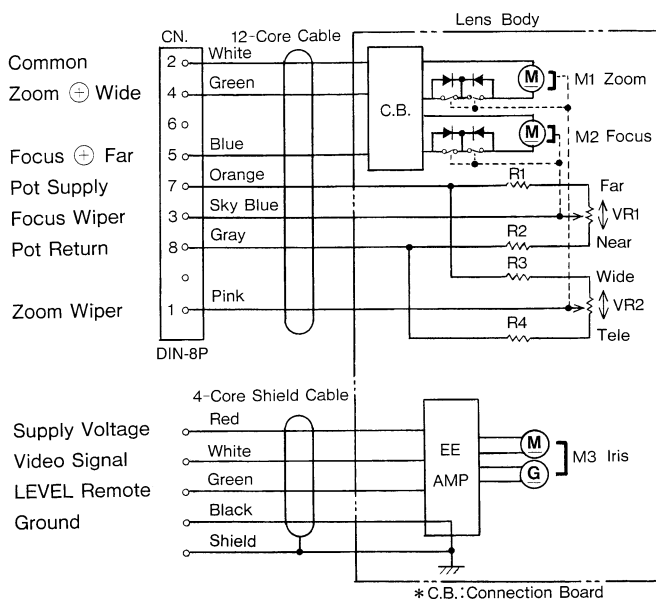 Lens Body
CN. 12-Core Cable
Common 2 White
Zoom ⊕ Wide 4 Green
M M1 Zoom
C.B.
6
M M2 Focus
Focus ⊕ Far 5 Blue
Pot Supply 7 Orange R1 Far
Focus Wiper 3 Sky Blue VR1
Pot Return 8 Gray R2 Near
R3 Wide
Zoom Wiper 1 Pink VR2
R4 Tele
DIN-8P
4-Core Shield Cable
Supply Voltage Red
Video Signal White EE M
LEVEL Remote Green AMP G M3 Iris
Ground Black
Shield
*C.B.:Connection Board